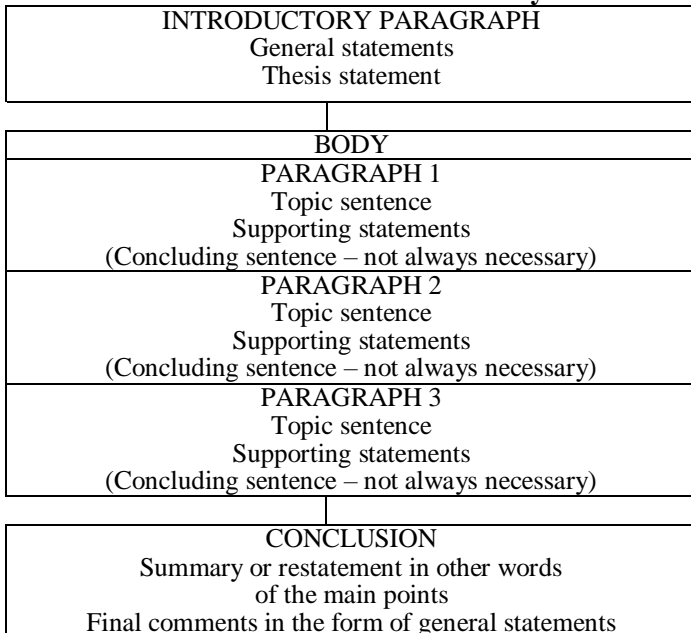 INTRODUCTORY PARAGRAPH
General statements
Thesis statement
BODY
PARAGRAPH 1
Topic sentence
Supporting statements
(Concluding sentence – not always necessary)
PARAGRAPH 2
Topic sentence
Supporting statements
(Concluding sentence – not always necessary)
PARAGRAPH 3
Topic sentence
Supporting statements
(Concluding sentence – not always necessary)
CONCLUSION
Summary or restatement in other words
of the main points
Final comments in the form of general statements